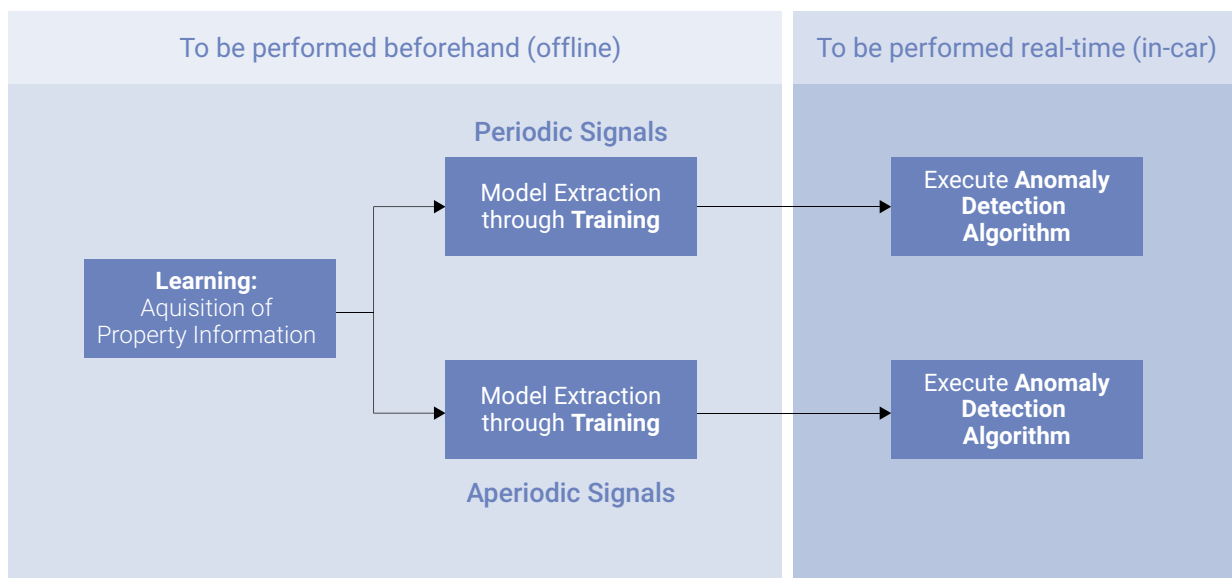 To be performed beforehand (offline)
To be performed real-time (in-car)
Periodic Signals
Model Extraction
through Training
Execute Anomaly
Detection
Algorithm
Learning:
Aquisition of
Property Information
Model Extraction
through Training
Execute Anomaly
Detection
Algorithm
Aperiodic Signals